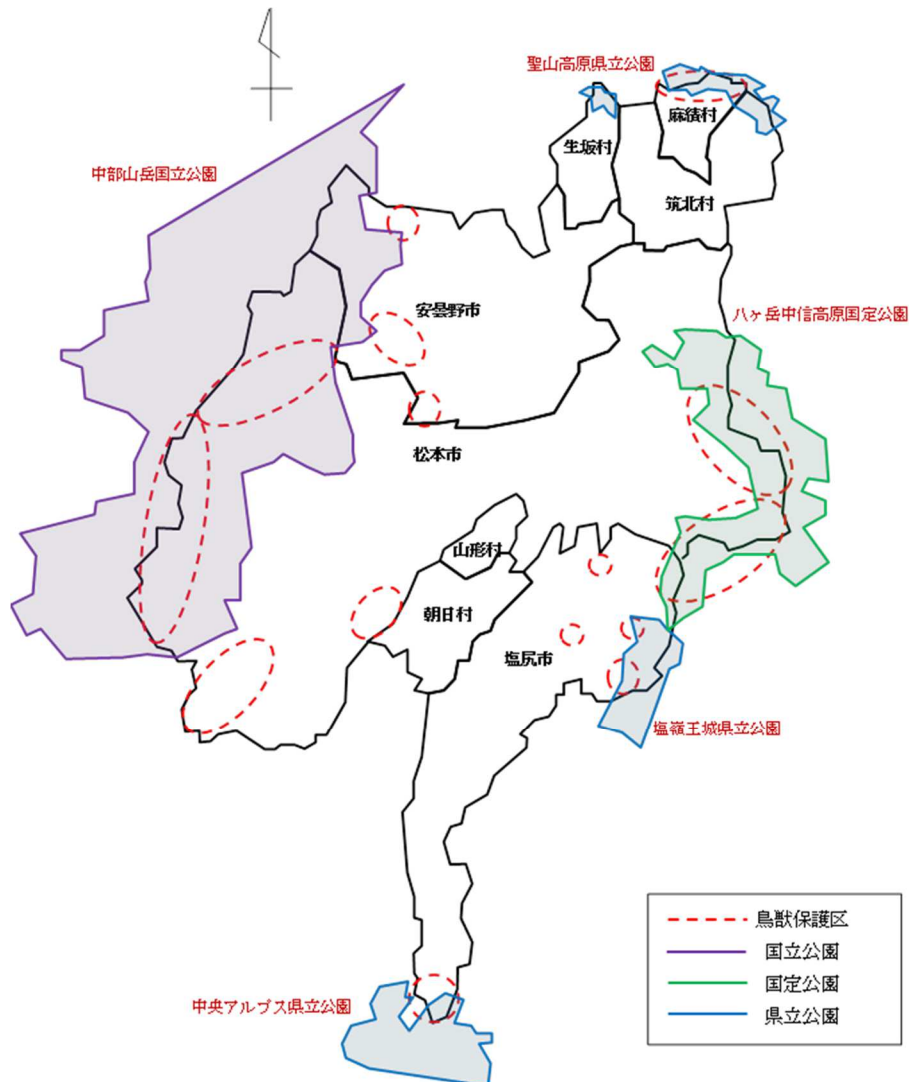 聖山高原県立公園
麻績村
生坂村
中部山岳国立公園
筑北村
安曇野市
八ヶ岳中信高原国定公園
松本市
山形村
朝日村
塩尻市
塩嶺王城県立公園
中央アルプス県立公園
鳥獣保護区
国立公園
国定公園
県立公園